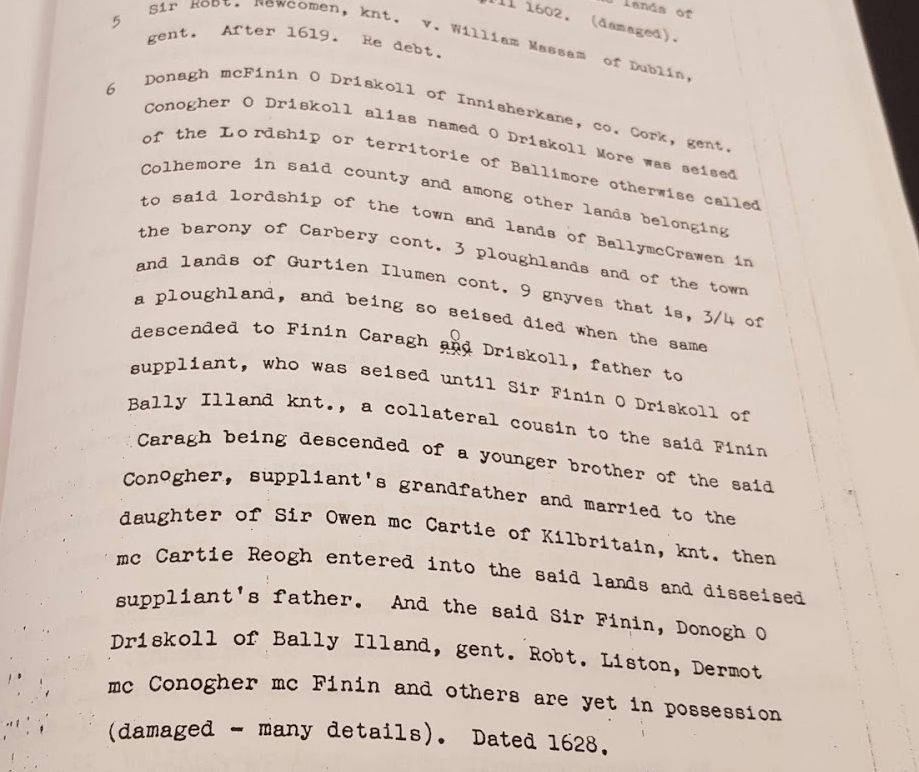 lands of
April 1602. (damaged).
5 Sir Robt. Newcomen, knt. v. William Massam of Dublin,
gent. After 1619. Re debt.
6 Donagh mcFinin O Driskoll of Innisherkane, co. Cork, gent.
Conogher O Driskoll alias named O Driskoll More was seised
of the Lordship or territorie of Ballimore otherwise called
Colhemore in said county and among other lands belonging
to said lordship of the town and lands of BallymcCrawen in
the barony of Carbery cont. 3 ploughlands and of the town
and lands of Gurtien Ilumen cont. 9 gnyves that is, 3/4 of
a ploughland, and being so seised died when the same
descended to Finin Caragh O Driskoll, father to
suppliant, who was seised until Sir Finin O Driskoll of
Bally Illand knt., a collateral cousin to the said Finin
Caragh being descended of a younger brother of the said
Conogher, suppliant's grandfather and married to the
daughter of Sir Owen mc Cartie of Kilbritain, knt. then
mc Cartie Reogh entered into the said lands and disseised
suppliant's father. And the said Sir Finin, Donogh O
Driskoll of Bally Illand, gent. Robt. Liston, Dermot
mc Conogher mc Finin and others are yet in possession
(damaged - many details). Dated 1628.